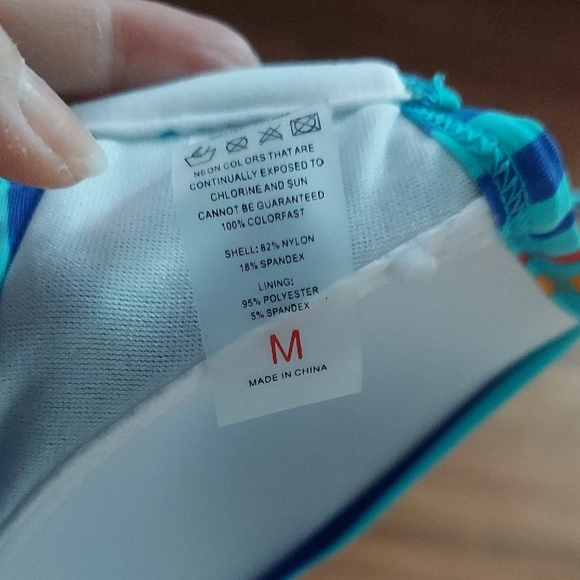 NEON COLORS THAT ARE
CONTINUALLY EXPOSED TO
CHLORINE AND SUN
CANNOT BE GUARANTEED
100% COLORFAST
SHELL: 82% NYLON
18% SPANDEX
LINING:
95% POLYESTER
5% SPANDEX
M
MADE IN CHINA